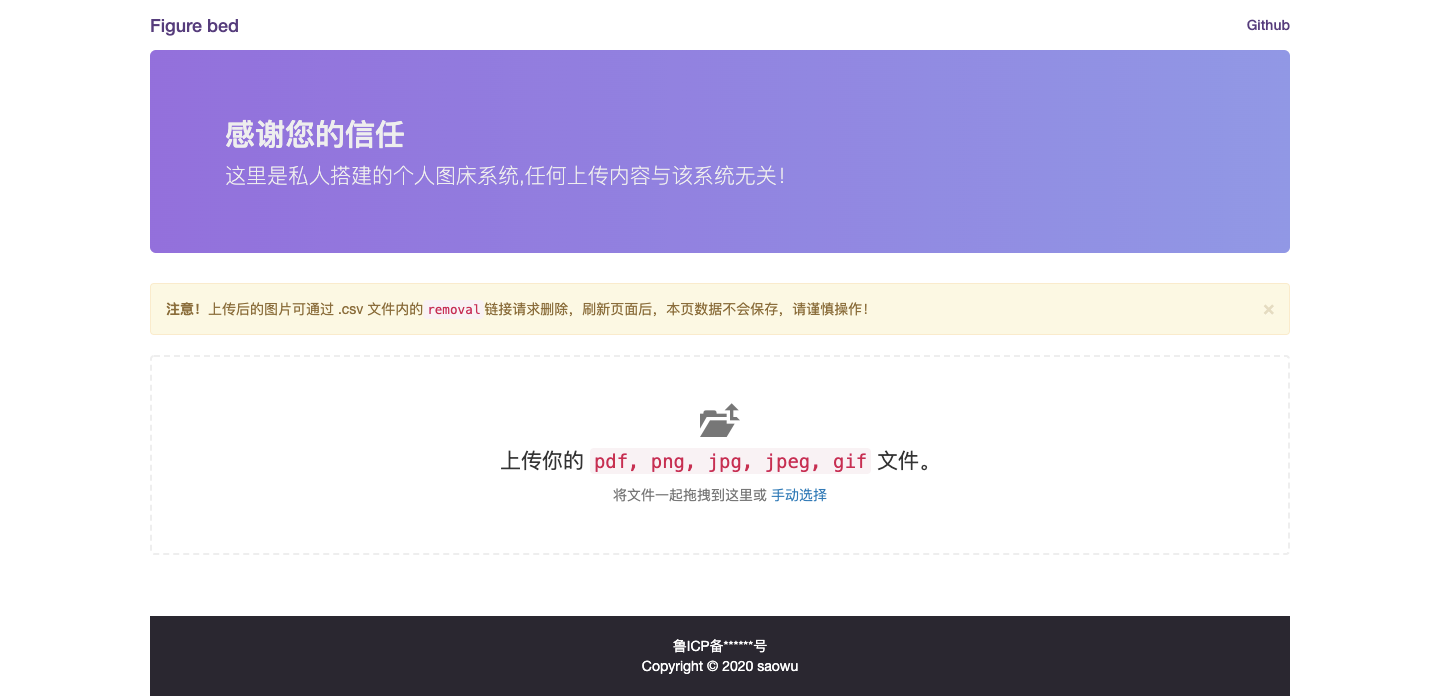 Figure bed
Github
感谢您的信任
这里是私人搭建的个人图床系统,任何上传内容与该系统无关！
注意！上传后的图片可通过 .csv 文件内的 removal 链接请求删除，刷新页面后，本页数据不会保存，请谨慎操作！
×
上传你的 pdf, png, jpg, jpeg, gif 文件。
将文件一起拖拽到这里或 手动选择
鲁ICP备******号
Copyright © 2020 saowu